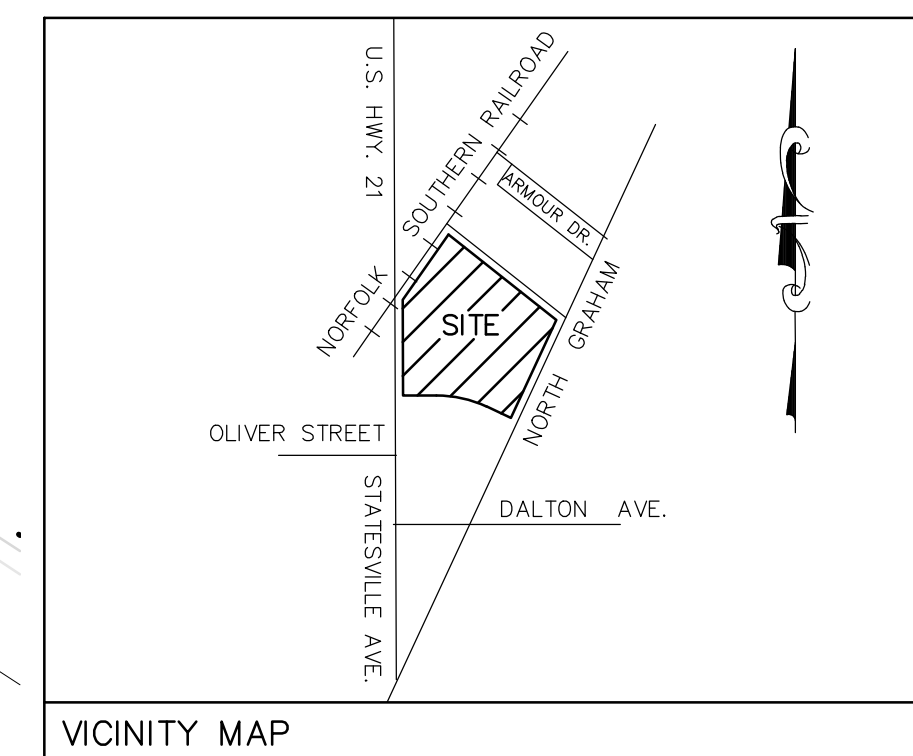 U.S. HWY. 21
NORFOLK SOUTHERN RAILROAD
ARMOUR DR.
SITE
NORTH GRAHAM
OLIVER STREET
STATESVILLE AVE.
DALTON AVE.
VICINITY MAP